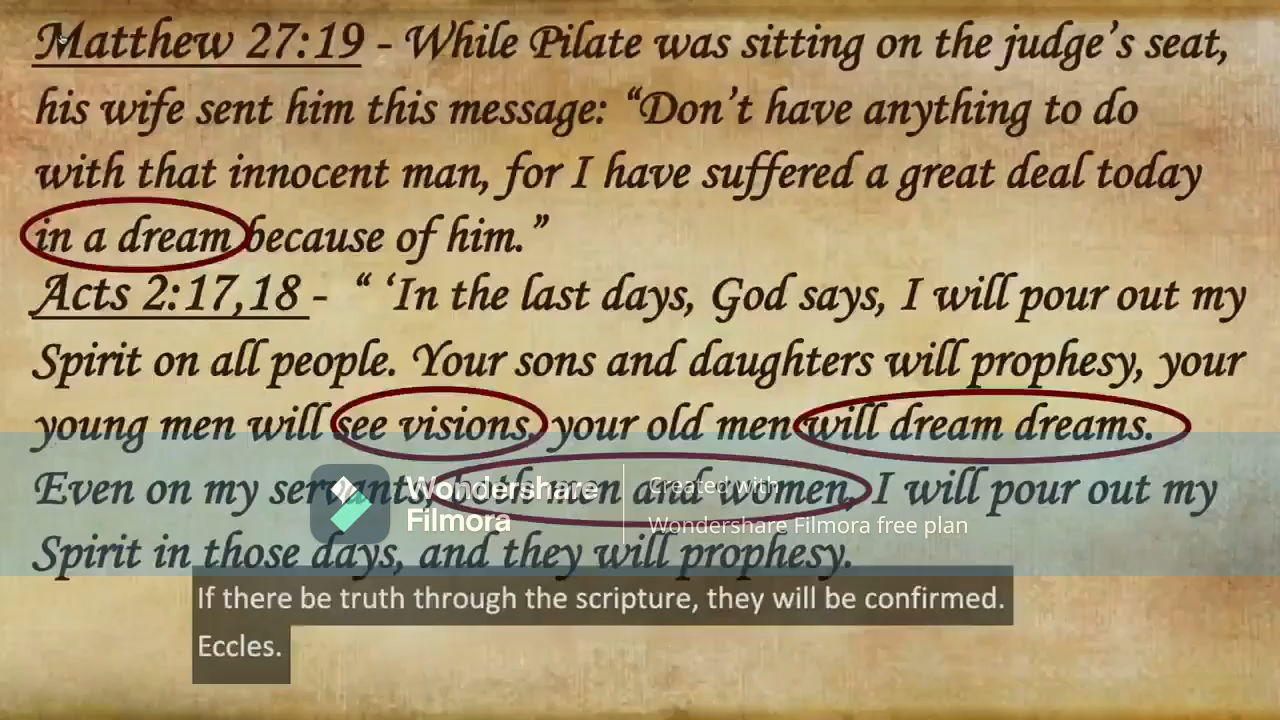 Matthew 27:19 - While Pilate was sitting on the judge’s seat,
his wife sent him this message: “Don’t have anything to do
with that innocent man, for I have suffered a great deal today
in a dream because of him.”
Acts 2:17,18 - “ ‘In the last days, God says, I will pour out my
Spirit on all people. Your sons and daughters will prophesy, your
young men will see visions, your old men will dream dreams.
Even on my servants, both men and women, I will pour out my
Spirit in those days, and they will prophesy.
Wondershare
Filmora
Created with
Wondershare Filmora free plan
If there be truth through the scripture, they will be confirmed.
Eccles.